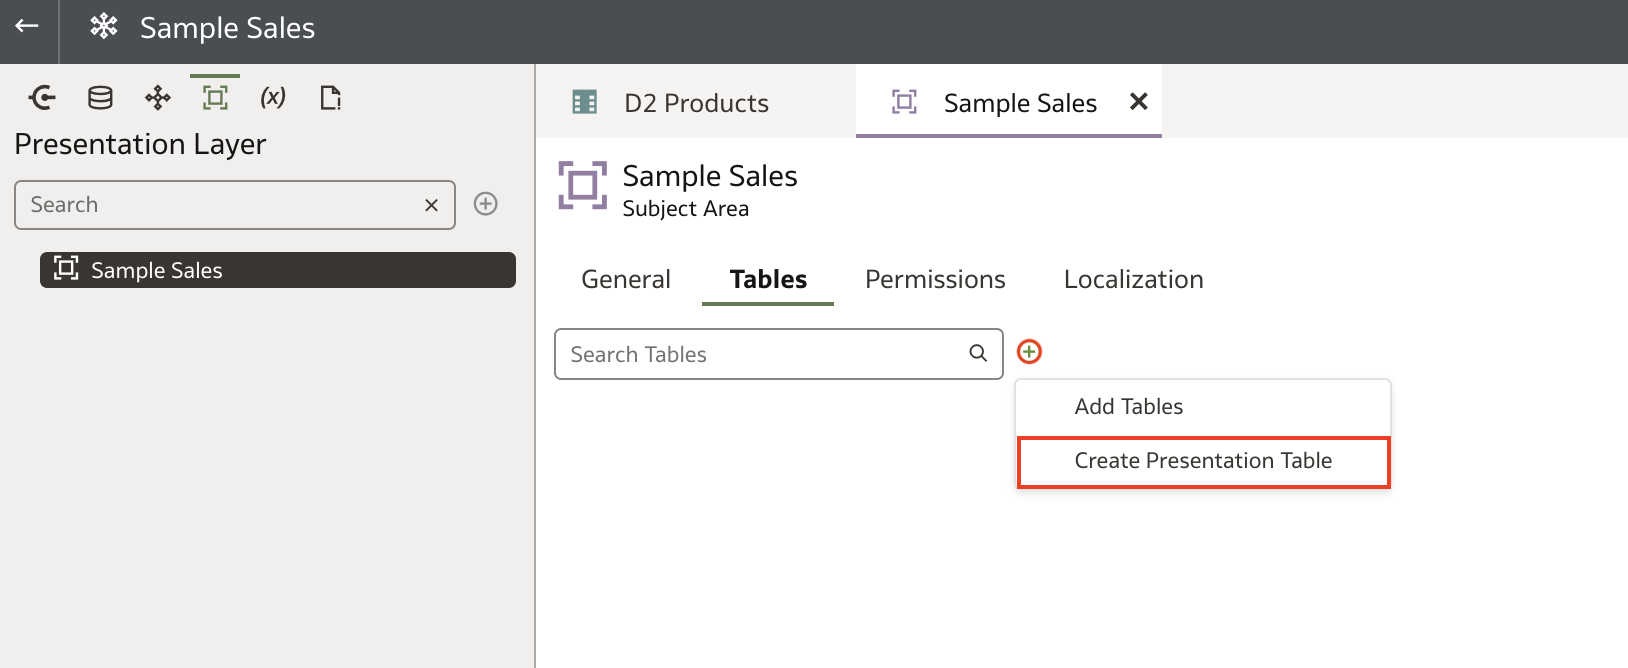 Sample Sales
(x)
Presentation Layer
Search
Sample Sales
D2 Products
Sample Sales
Sample Sales
Subject Area
General
Tables
Permissions
Localization
Search Tables
Add Tables
Create Presentation Table